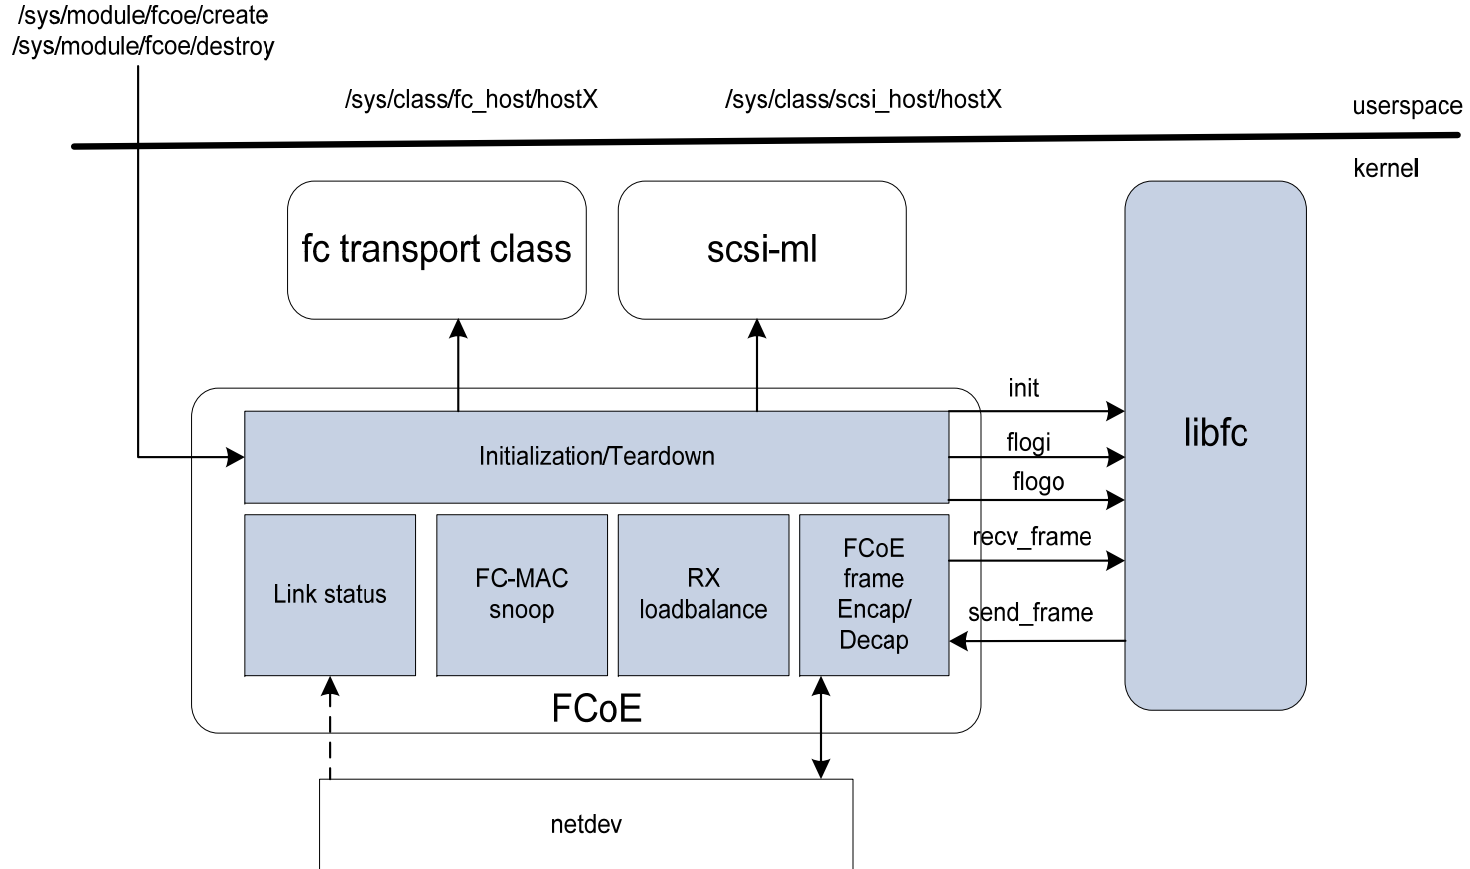 /sys/module/fcoe/create
/sys/module/fcoe/destroy
/sys/class/fc_host/hostX
/sys/class/scsi_host/hostX
userspace
kernel
fc transport class
scsi-ml
libfc
init
flogi
flogo
recv_frame
send_frame
Initialization/Teardown
Link status
FC-MAC
snoop
RX
loadbalance
FCoE
frame
Encap/
Decap
FCoE
netdev